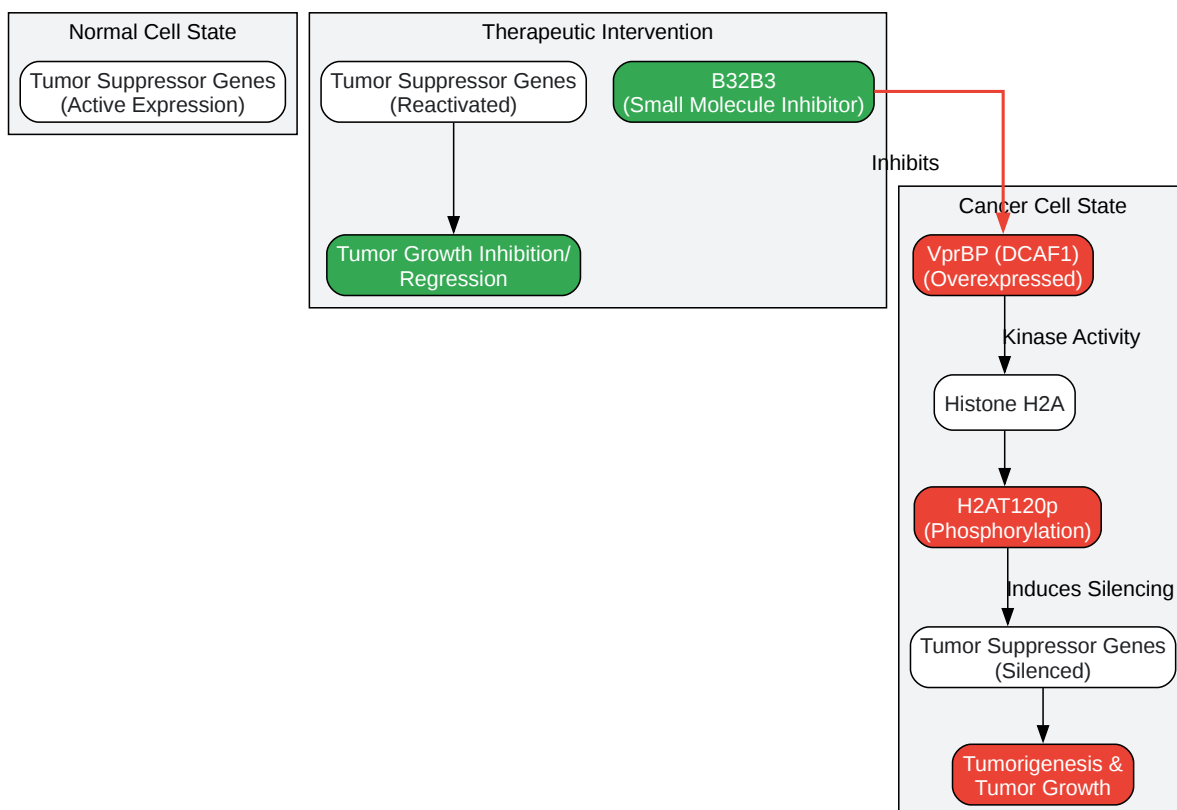 Normal Cell State
Tumor Suppressor Genes
(Active Expression)
Therapeutic Intervention
Tumor Suppressor Genes
(Reactivated)
B32B3
(Small Molecule Inhibitor)
Tumor Growth Inhibition/
Regression
Inhibits
Cancer Cell State
VprBP (DCAF1)
(Overexpressed)
Kinase Activity
Histone H2A
H2AT120p
(Phosphorylation)
Induces Silencing
Tumor Suppressor Genes
(Silenced)
Tumorigenesis &
Tumor Growth